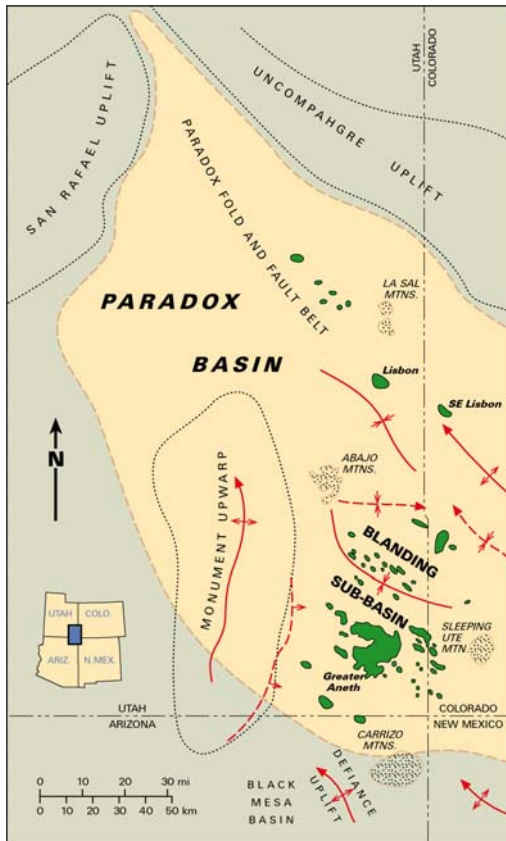 UTAH
COLORADO
SAN RAFAEL UPLIFT
UNCOMPAHGRE UPLIFT
PARADOX FOLD AND FAULT BELT
LA SAL
MTNS.
PARADOX
BASIN
Lisbon
SE Lisbon
N
ABAJO
MTNS.
MONUMENT UPWARP
BLANDING
SUB-BASIN
UTAH
COLO.
ARIZ.
N.MEX.
SLEEPING
UTE
MTN.
Greater
Aneth
UTAH
ARIZONA
COLORADO
NEW MEXICO
CARRIZO
MTNS.
0 10 20 30 mi
0 10 20 30 40 50 km
BLACK
MESA
BASIN
DEFIANCE
UPLIFT